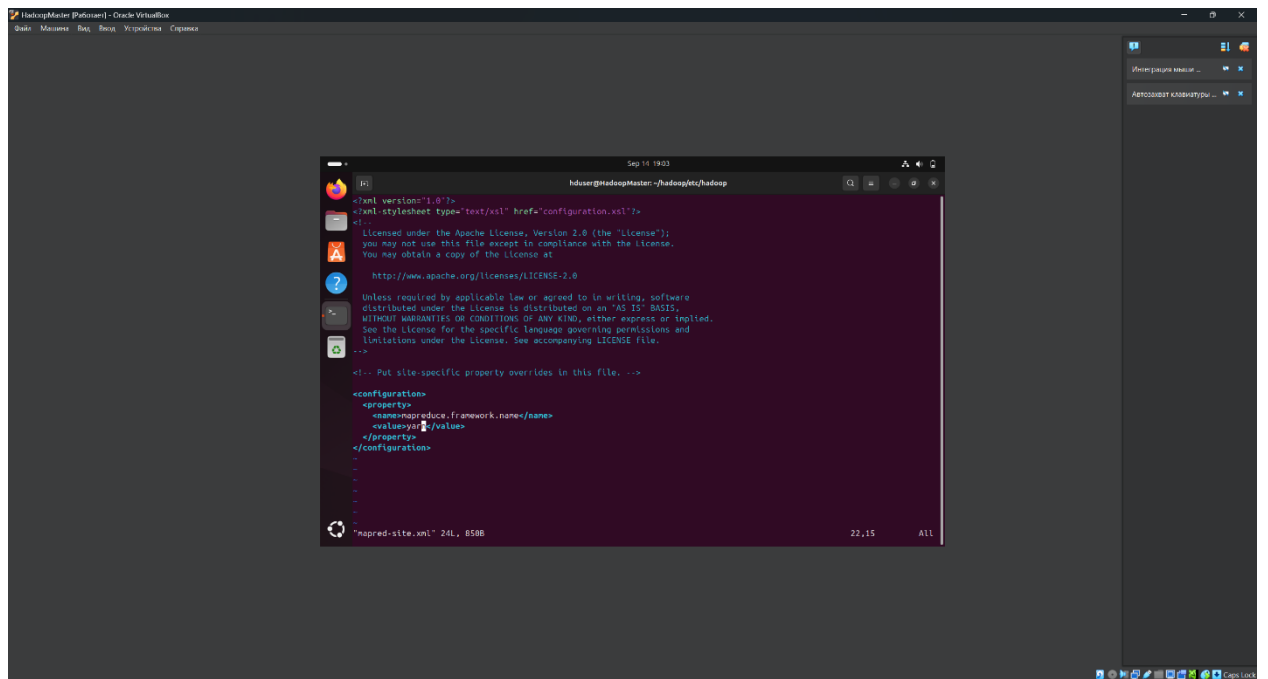 HadoopMaster [Работает] - Oracle VirtualBox
Файл Машина Вид Ввод Устройства Справка
Интеграция мыши ...
Автозахват клавиатуры ...
Sep 14 19:03
hduser@HadoopMaster: ~/hadoop/etc/hadoop
<?xml version="1.0"?>
<?xml-stylesheet type="text/xsl" href="configuration.xsl"?>
<!--
Licensed under the Apache License, Version 2.0 (the "License");
you may not use this file except in compliance with the License.
You may obtain a copy of the License at
http://www.apache.org/licenses/LICENSE-2.0
Unless required by applicable law or agreed to in writing, software
distributed under the License is distributed on an "AS IS" BASIS,
WITHOUT WARRANTIES OR CONDITIONS OF ANY KIND, either express or implied.
See the License for the specific language governing permissions and
limitations under the License. See accompanying LICENSE file.
-->
<!-- Put site-specific property overrides in this file. -->
<configuration>
<property>
<name>mapreduce.framework.name</name>
<value>yarn</value>
</property>
</configuration>
~
~
~
~
~
~
~
"mapred-site.xml" 24L, 850B 22,15 All
Caps Lock